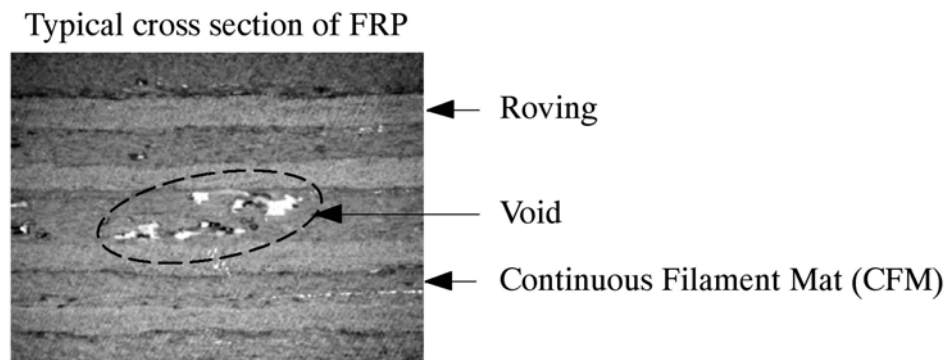 Typical cross section of FRP
Roving
Void
Continuous Filament Mat (CFM)